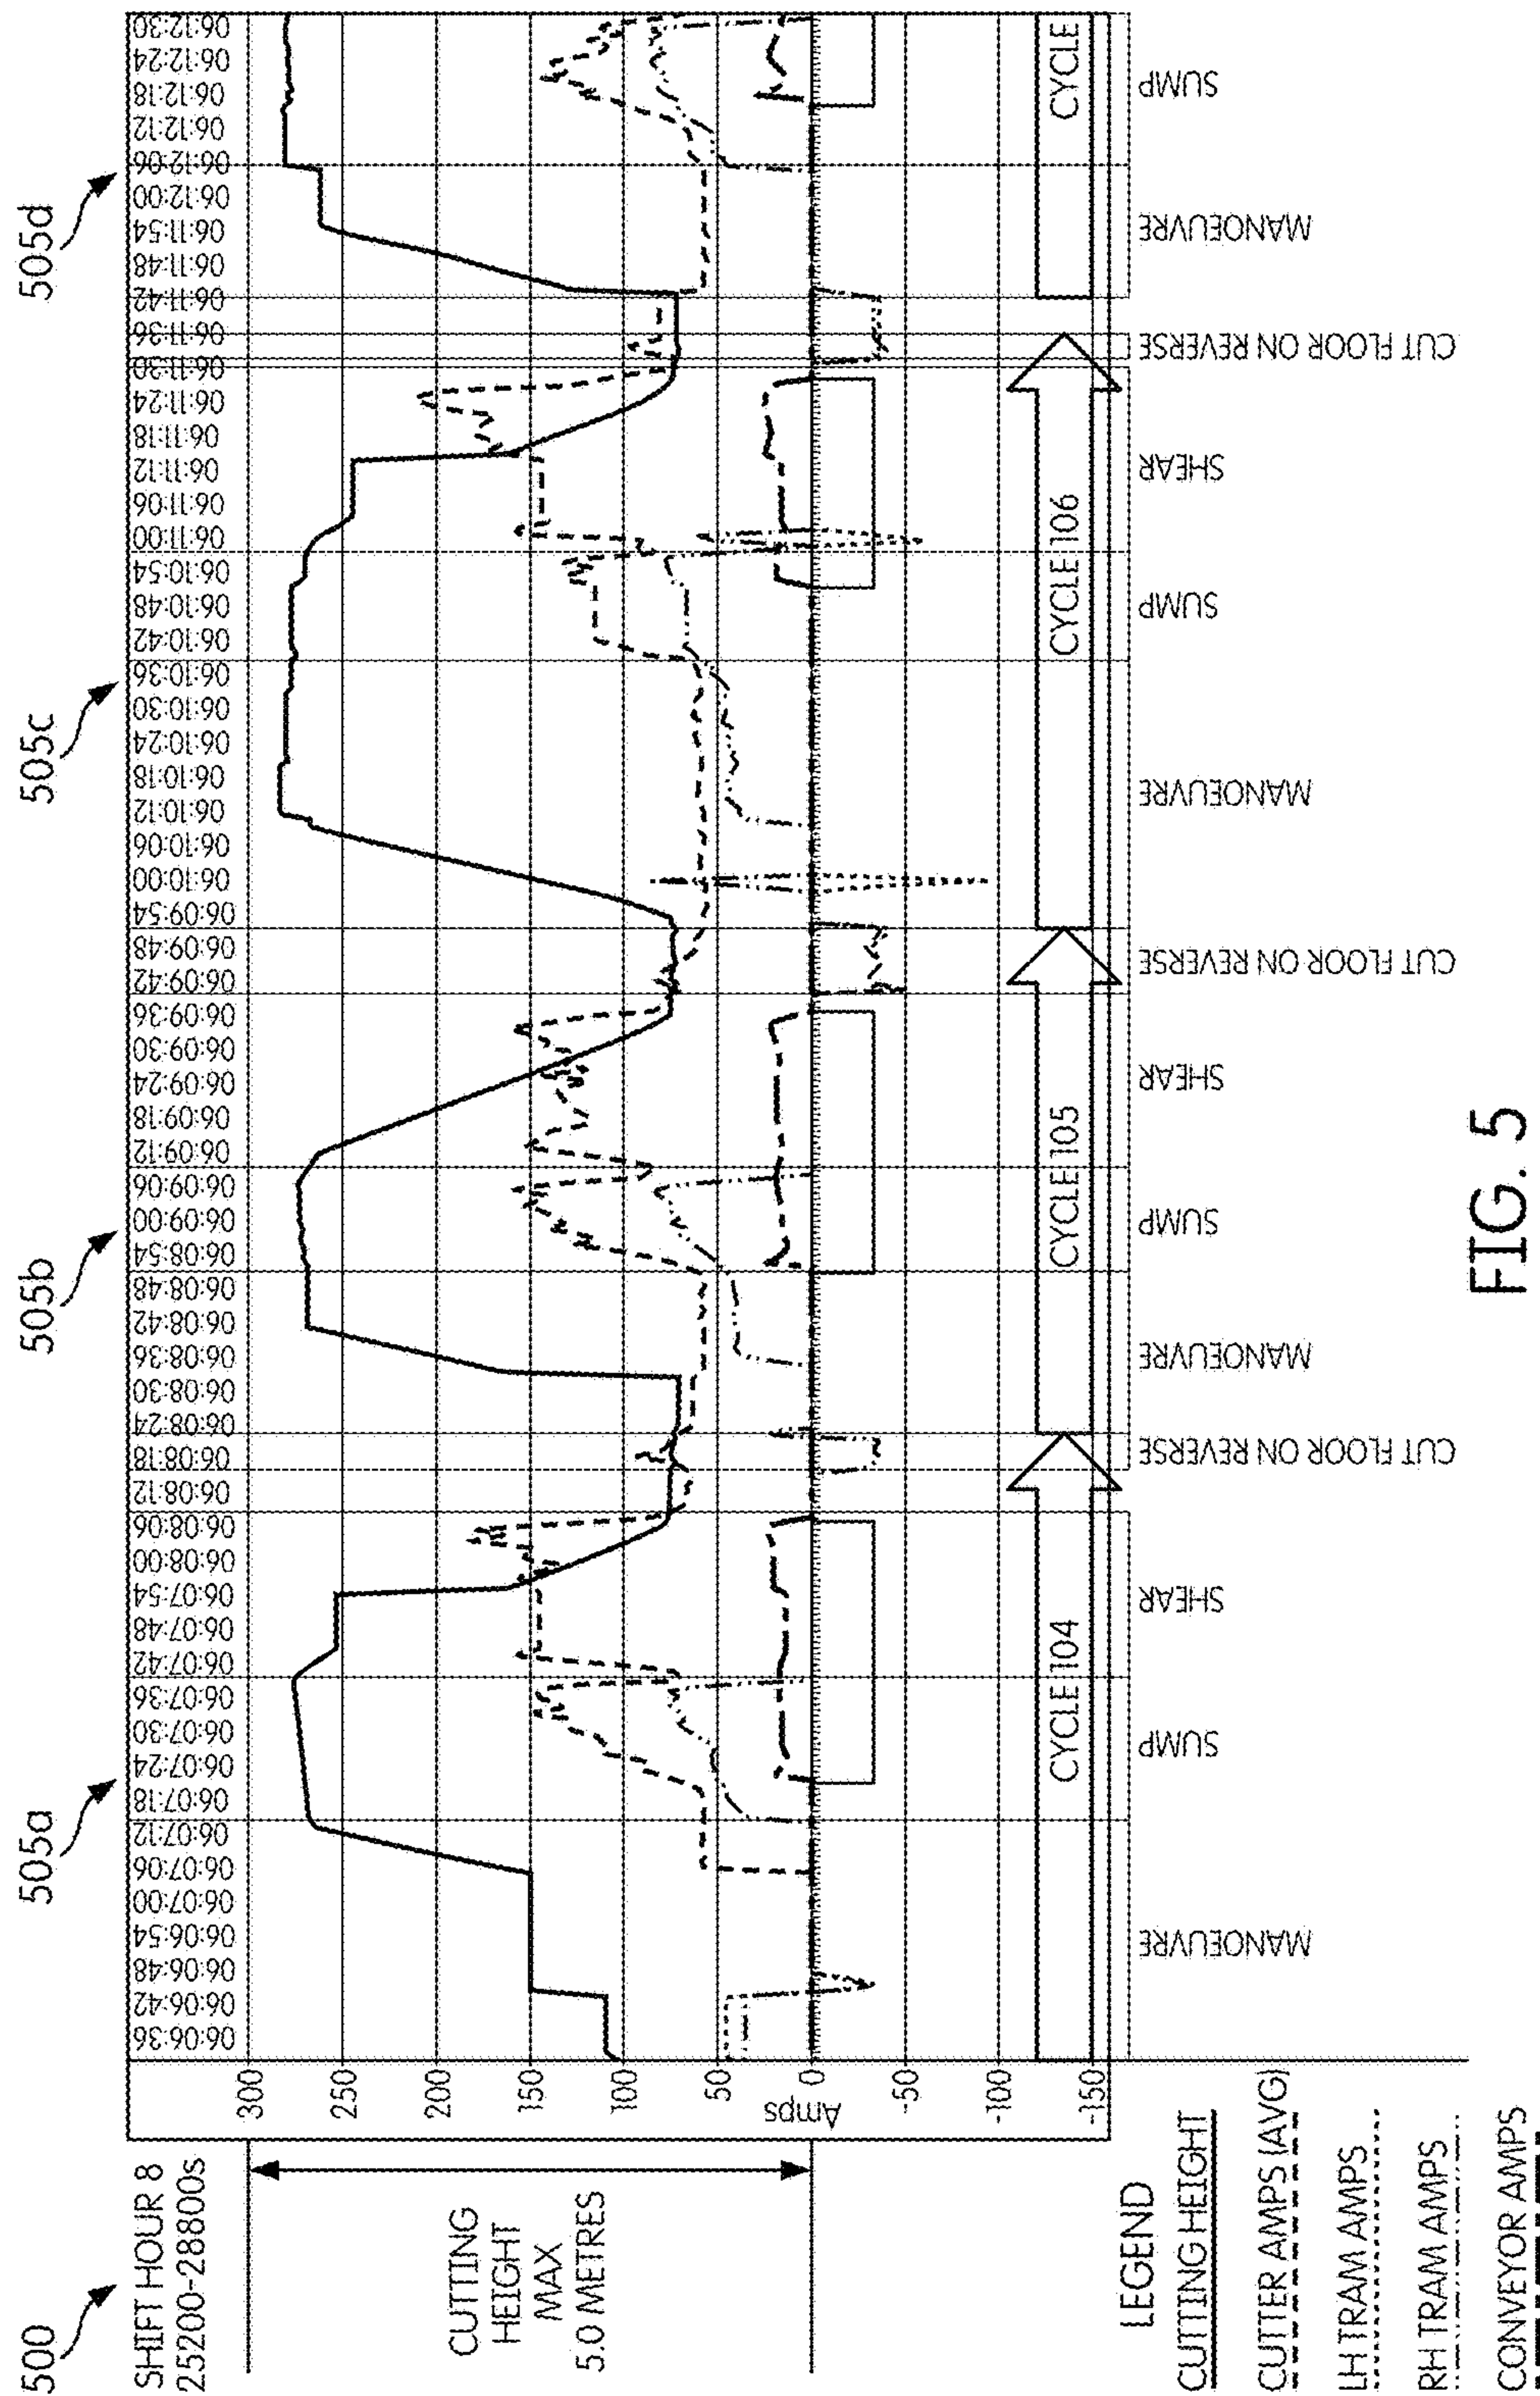 500
505a
505b
505c
505d
SHIFT HOUR 8
25200-28800s
06:06:36
06:06:42
06:06:48
06:06:54
06:07:00
06:07:06
06:07:12
06:07:18
06:07:24
06:07:30
06:07:36
06:07:42
06:07:48
06:07:54
06:08:00
06:08:06
06:08:12
06:08:18
06:08:24
06:08:30
06:08:36
06:08:42
06:08:48
06:08:54
06:09:00
06:09:06
06:09:12
06:09:18
06:09:24
06:09:30
06:09:36
06:09:42
06:09:48
06:09:54
06:10:00
06:10:06
06:10:12
06:10:18
06:10:24
06:10:30
06:10:36
06:10:42
06:10:48
06:10:54
06:11:00
06:11:06
06:11:12
06:11:18
06:11:24
06:11:30
06:11:36
06:11:42
06:11:48
06:11:54
06:12:00
06:12:06
06:12:12
06:12:18
06:12:24
06:12:30
CUTTING
HEIGHT
MAX
5.0 METRES
300
250
200
150
100
50
0
Amps
-50
-100
-150
CYCLE 104
CYCLE 105
CYCLE 106
CYCLE
MANOEUVRE
SUMP
SHEAR
CUT FLOOR ON REVERSE
MANOEUVRE
SUMP
SHEAR
CUT FLOOR ON REVERSE
MANOEUVRE
SUMP
SHEAR
CUT FLOOR ON REVERSE
MANOEUVRE
SUMP
LEGEND
CUTTING HEIGHT
CUTTER AMPS (AVG)
LH TRAM AMPS
RH TRAM AMPS
CONVEYOR AMPS
FIG. 5